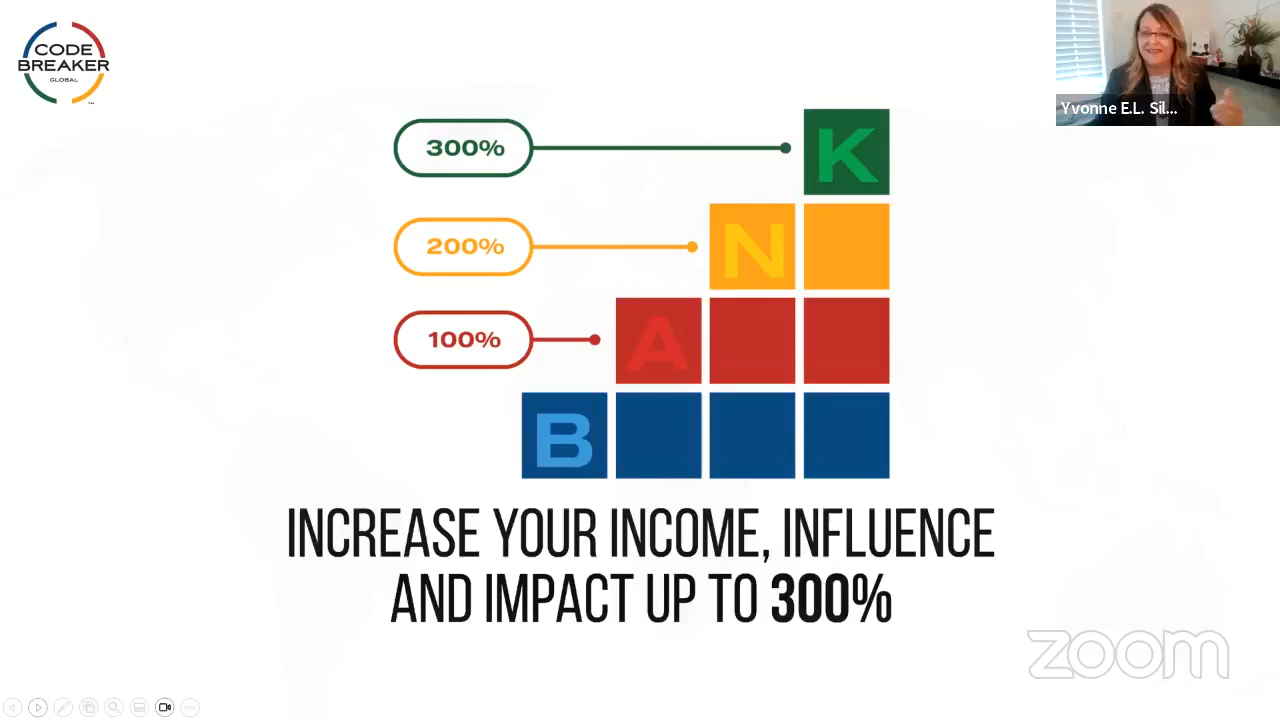 CODE
BREAKER
GLOBAL
Yvonne E.L. Sil...
300%
K
200%
N
100%
A
B
INCREASE YOUR INCOME, INFLUENCE
AND IMPACT UP TO 300%
zoom